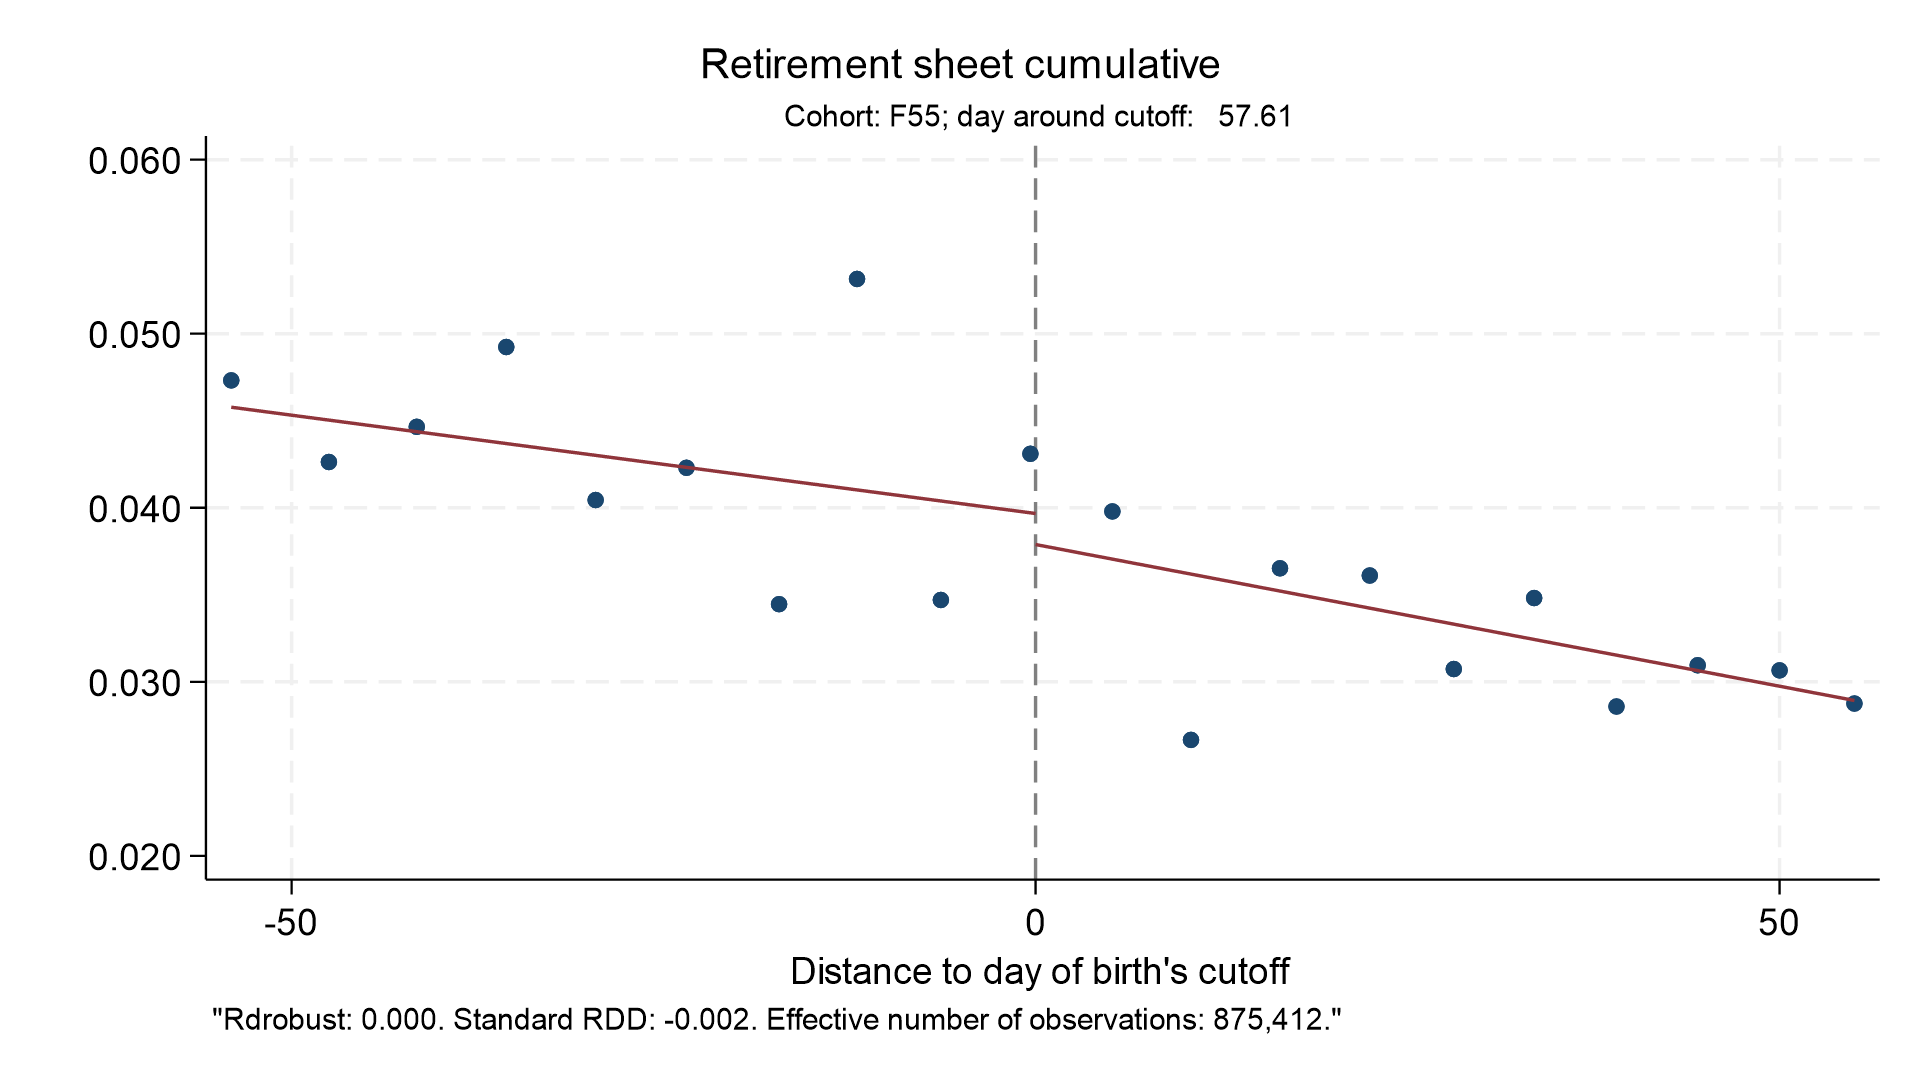 Retirement sheet cumulative
Cohort: F55; day around cutoff: 57.61
0.060
0.050
0.040
0.030
0.020
-50 0 50
Distance to day of birth's cutoff
"Rdrobust: 0.000. Standard RDD: -0.002. Effective number of observations: 875,412."